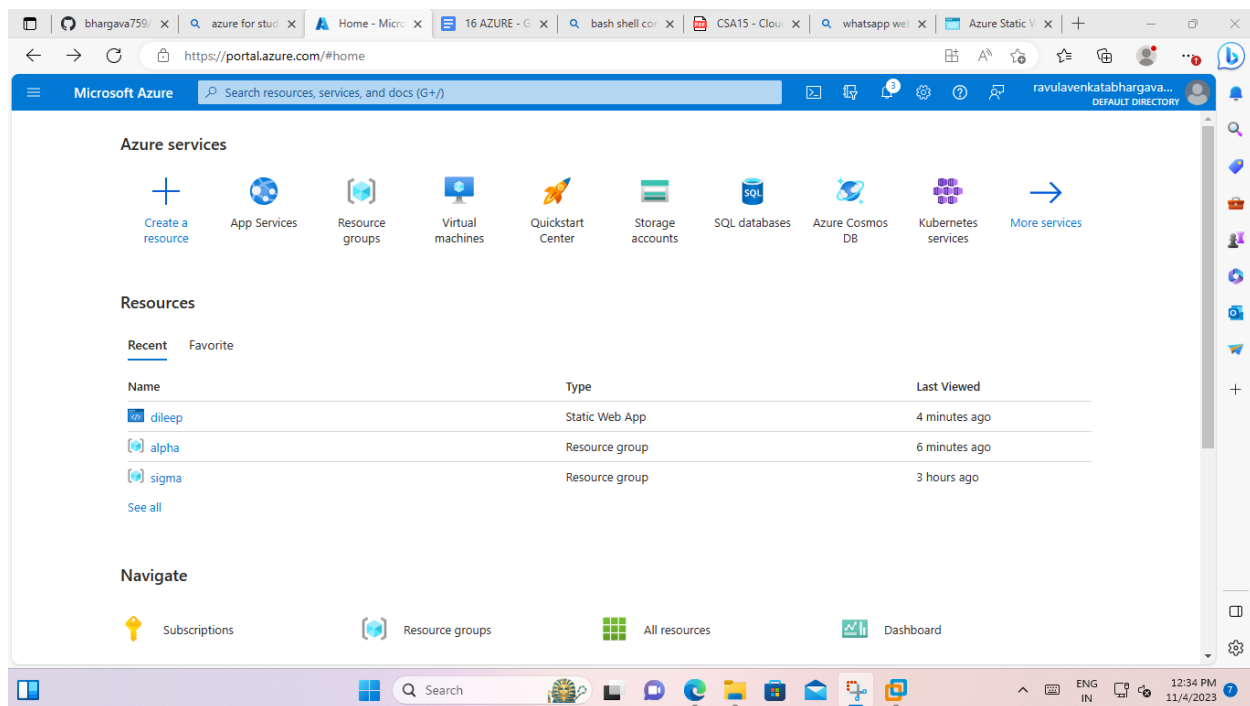 bhargava759/ azure for stud Home - Micro 16 AZURE - G bash shell cor CSA15 - Clou whatsapp we Azure Static W
https://portal.azure.com/#home
Microsoft Azure Search resources, services, and docs (G+/) 3 ravulavenkatabhargava...
DEFAULT DIRECTORY
Azure services
Create a resource
App Services
Resource groups
Virtual machines
Quickstart Center
Storage accounts
SQL databases
Azure Cosmos DB
Kubernetes services
More services
Resources
Recent Favorite
Name Type Last Viewed
dileep Static Web App 4 minutes ago
alpha Resource group 6 minutes ago
sigma Resource group 3 hours ago
See all
Navigate
Subscriptions Resource groups All resources Dashboard
Search ENG 12:34 PM
IN 11/4/2023 7